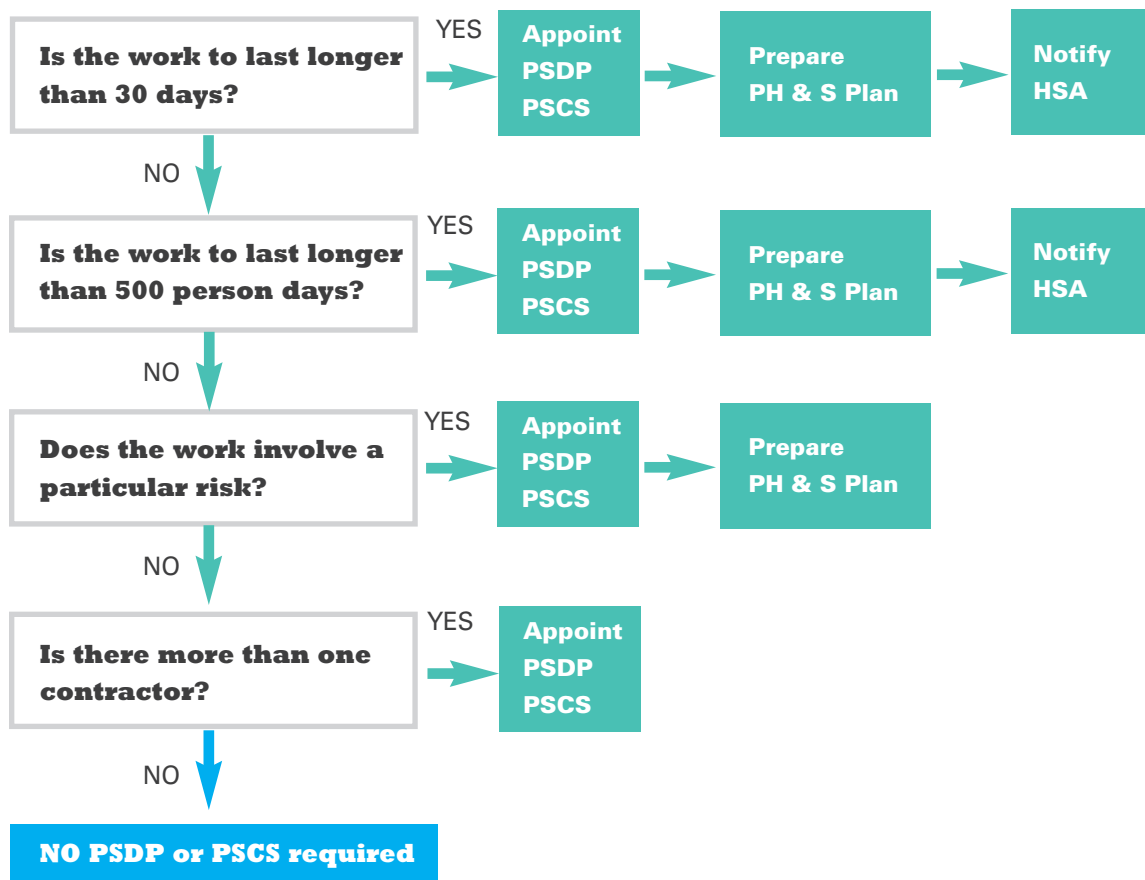 Is the work to last longer
than 30 days?
YES
Appoint
PSDP
PSCS
Prepare
PH & S Plan
Notify
HSA
NO
Is the work to last longer
than 500 person days?
YES
Appoint
PSDP
PSCS
Prepare
PH & S Plan
Notify
HSA
NO
Does the work involve a
particular risk?
YES
Appoint
PSDP
PSCS
Prepare
PH & S Plan
NO
Is there more than one
contractor?
YES
Appoint
PSDP
PSCS
NO
NO PSDP or PSCS required